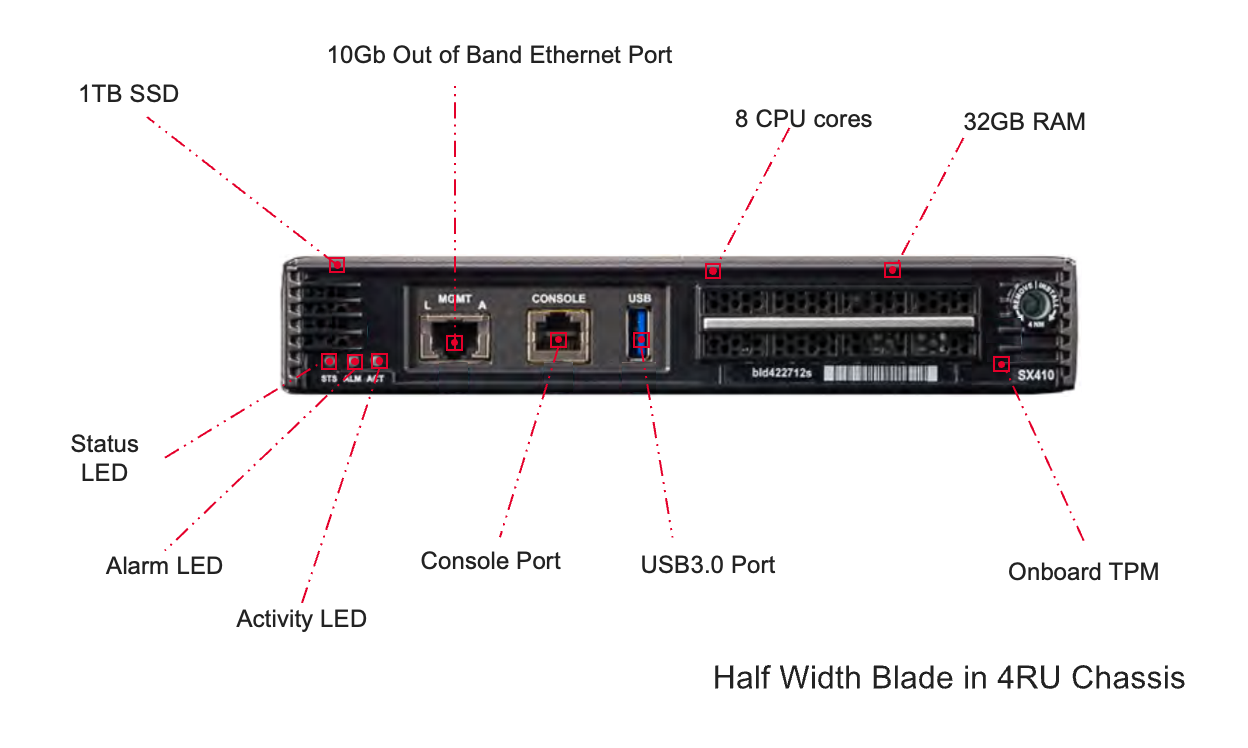 10Gb Out of Band Ethernet Port
1TB SSD
8 CPU cores
32GB RAM
L MGMT A
CONSOLE
USB
REMOVE | INSTALL
4 NM
STS ALM ACT
bld422712s
SX410
Status
LED
Alarm LED
Activity LED
Console Port
USB3.0 Port
Onboard TPM
Half Width Blade in 4RU Chassis